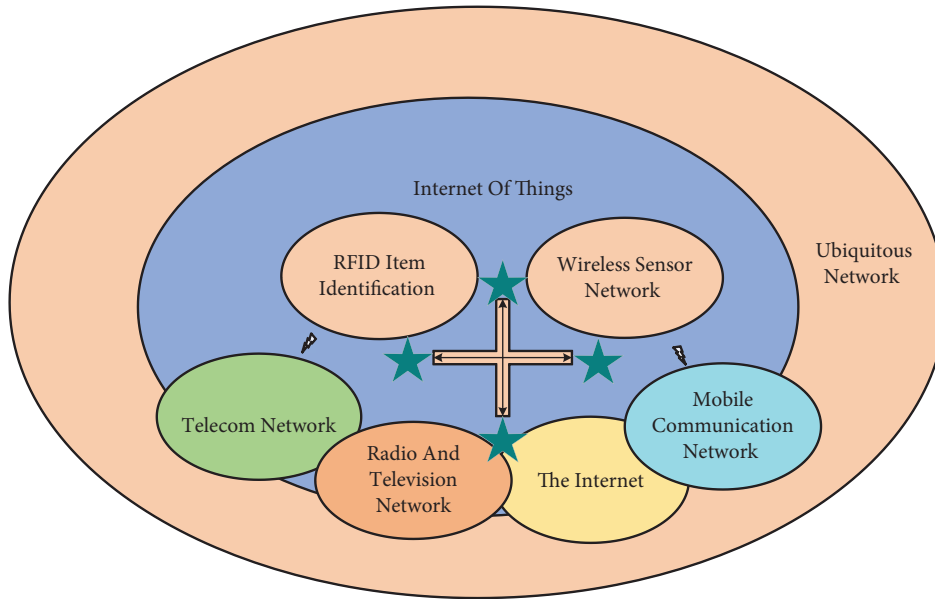 Internet Of Things
RFID Item
Identification
Wireless Sensor
Network
Ubiquitous
Network
Telecom Network
Radio And
Television
Network
The Internet
Mobile
Communication
Network